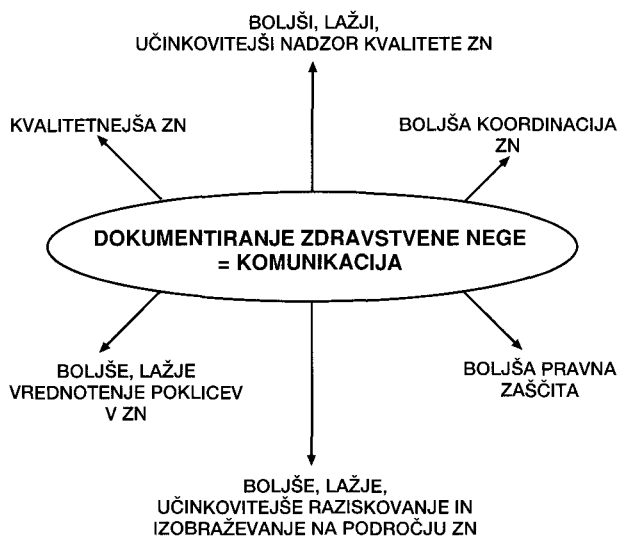 BOLJŠI, LAŽJI,
UČINKOVITEJŠI NADZOR KVALITETE ZN
KVALITETNEJŠA ZN
BOLJŠA KOORDINACIJA
ZN
DOKUMENTIRANJE ZDRAVSTVENE NEGE
= KOMUNIKACIJA
BOLJŠE, LAŽJE
VREDNOTENJE POKLICEV
V ZN
BOLJŠA PRAVNA
ZAŠČITA
BOLJŠE, LAŽJE,
UČINKOVITEJŠE RAZISKOVANJE IN
IZOBRAŽEVANJE NA PODROČJU ZN